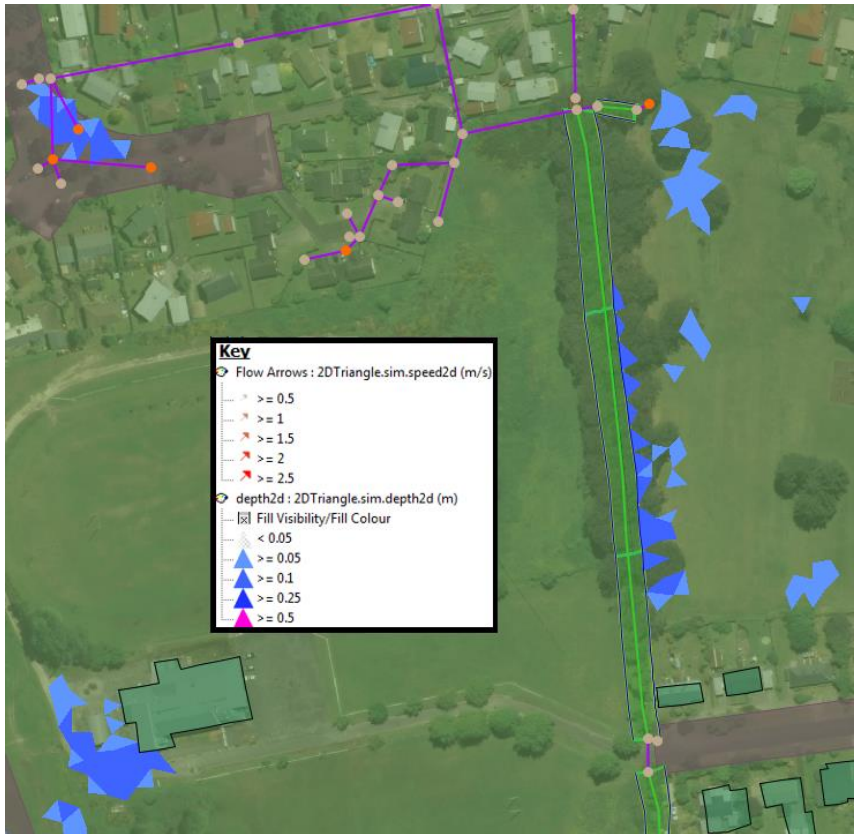 Key
Flow Arrows : 2DTriangle.sim.speed2d (m/s)
>= 0.5
>= 1
>= 1.5
>= 2
>= 2.5
depth2d : 2DTriangle.sim.depth2d (m)
Fill Visibility/Fill Colour
< 0.05
>= 0.05
>= 0.1
>= 0.25
>= 0.5